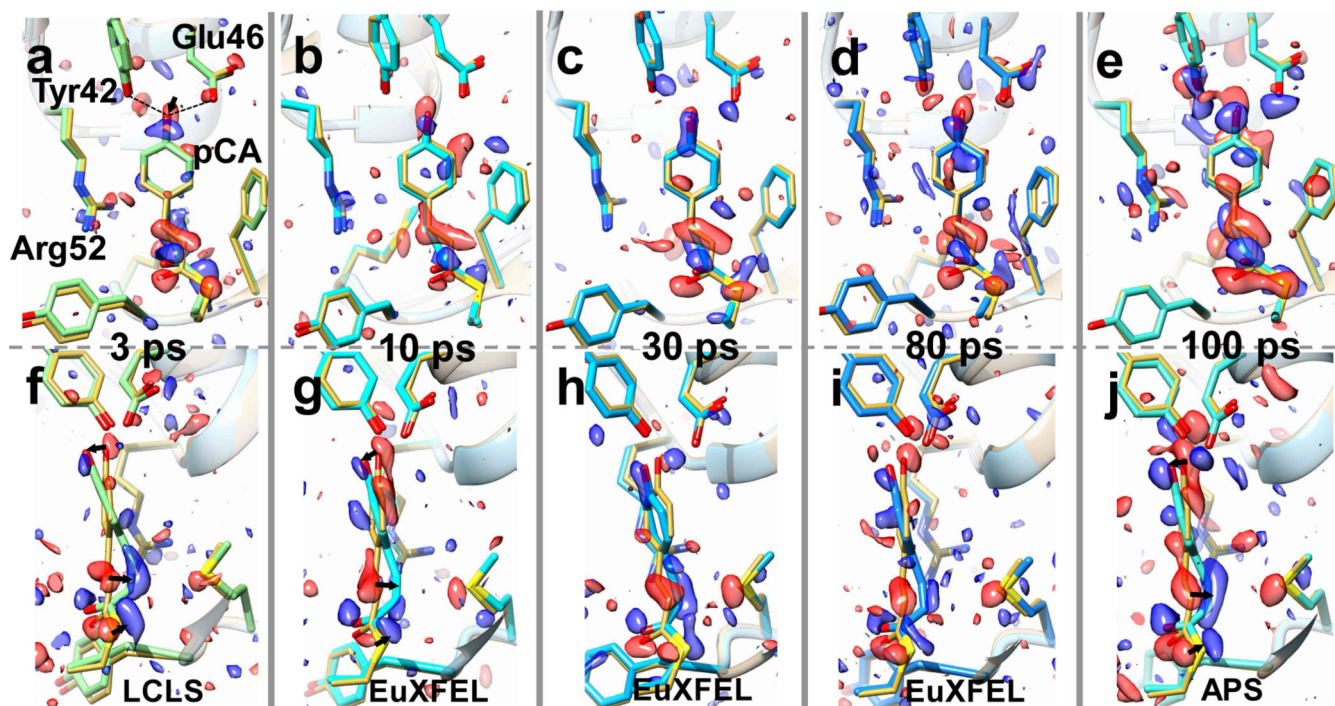 a
Glu46
Tyr42
pCA
Arg52
b
c
d
e
3 ps
10 ps
30 ps
80 ps
100 ps
f
LCLS
g
EuXFEL
h
EuXFEL
i
EuXFEL
j
APS